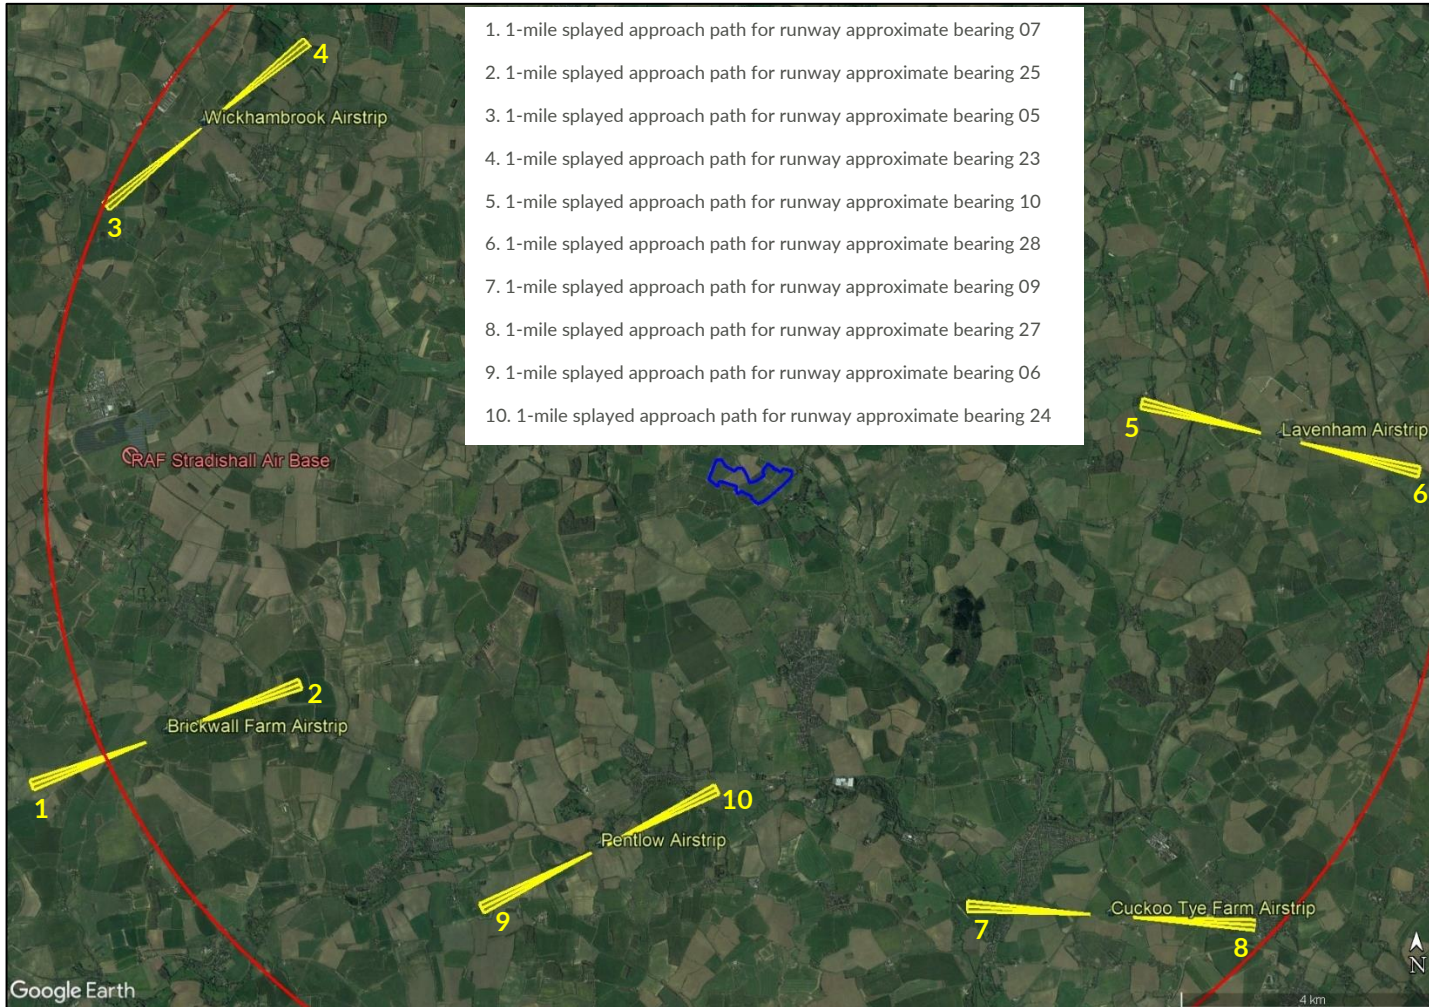 1. 1-mile splayed approach path for runway approximate bearing 07
2. 1-mile splayed approach path for runway approximate bearing 25
3. 1-mile splayed approach path for runway approximate bearing 05
4. 1-mile splayed approach path for runway approximate bearing 23
5. 1-mile splayed approach path for runway approximate bearing 10
6. 1-mile splayed approach path for runway approximate bearing 28
7. 1-mile splayed approach path for runway approximate bearing 09
8. 1-mile splayed approach path for runway approximate bearing 27
9. 1-mile splayed approach path for runway approximate bearing 06
10. 1-mile splayed approach path for runway approximate bearing 24
4
Wickhambrook Airstrip
3
5
Lavenham Airstrip
RAF Stradishall Air Base
6
2
Brickwall Farm Airstrip
1
10
Pentlow Airstrip
9
7
Cuckoo Tye Farm Airstrip
8
N
Google Earth
4 km